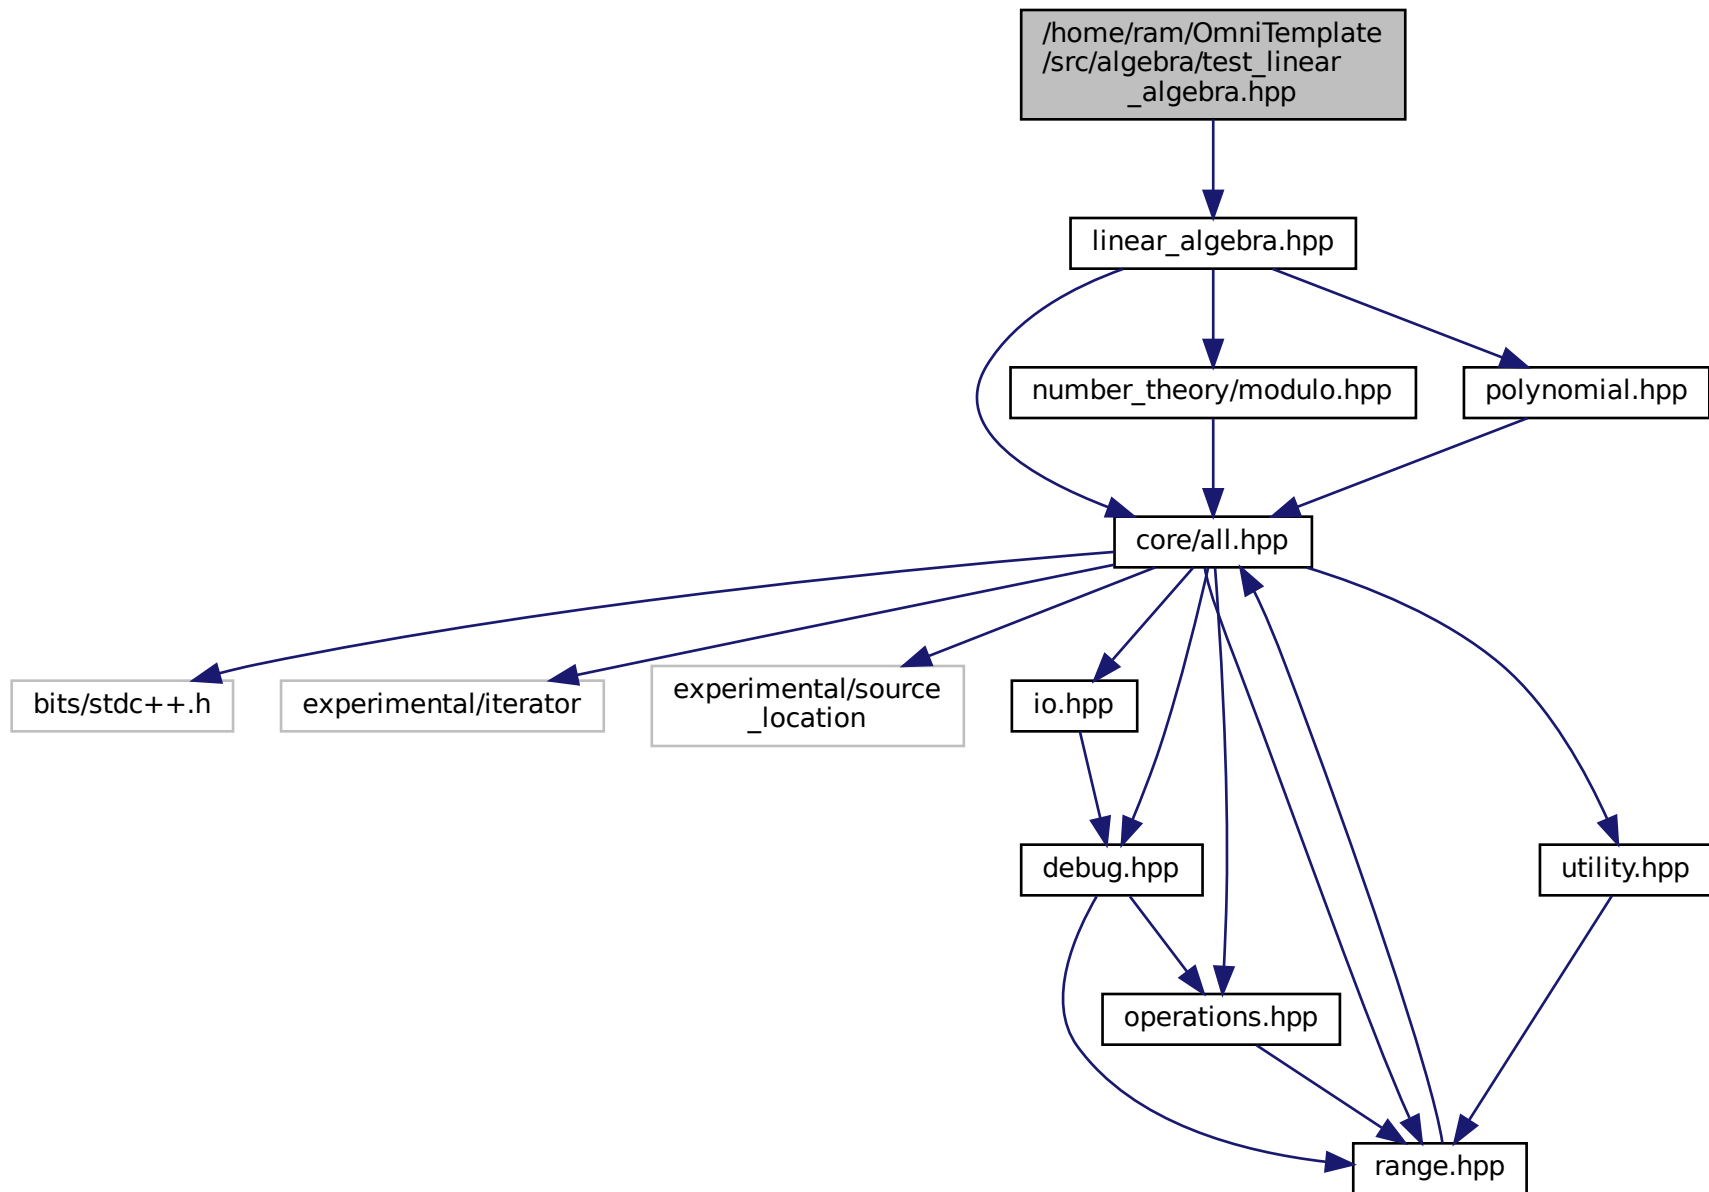 /home/ram/OmniTemplate
/src/algebra/test_linear
_algebra.hpp
linear_algebra.hpp
number_theory/modulo.hpp
polynomial.hpp
core/all.hpp
bits/stdc++.h
experimental/iterator
experimental/source
_location
io.hpp
debug.hpp
utility.hpp
operations.hpp
range.hpp